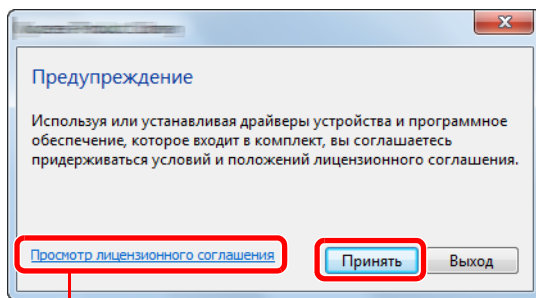 Предупреждение
Используя или устанавливая драйверы устройства и программное
обеспечение, которое входит в комплект, вы соглашаетесь
придерживаться условий и положений лицензионного соглашения.
Просмотр лицензионного соглашения
Принять
Выход